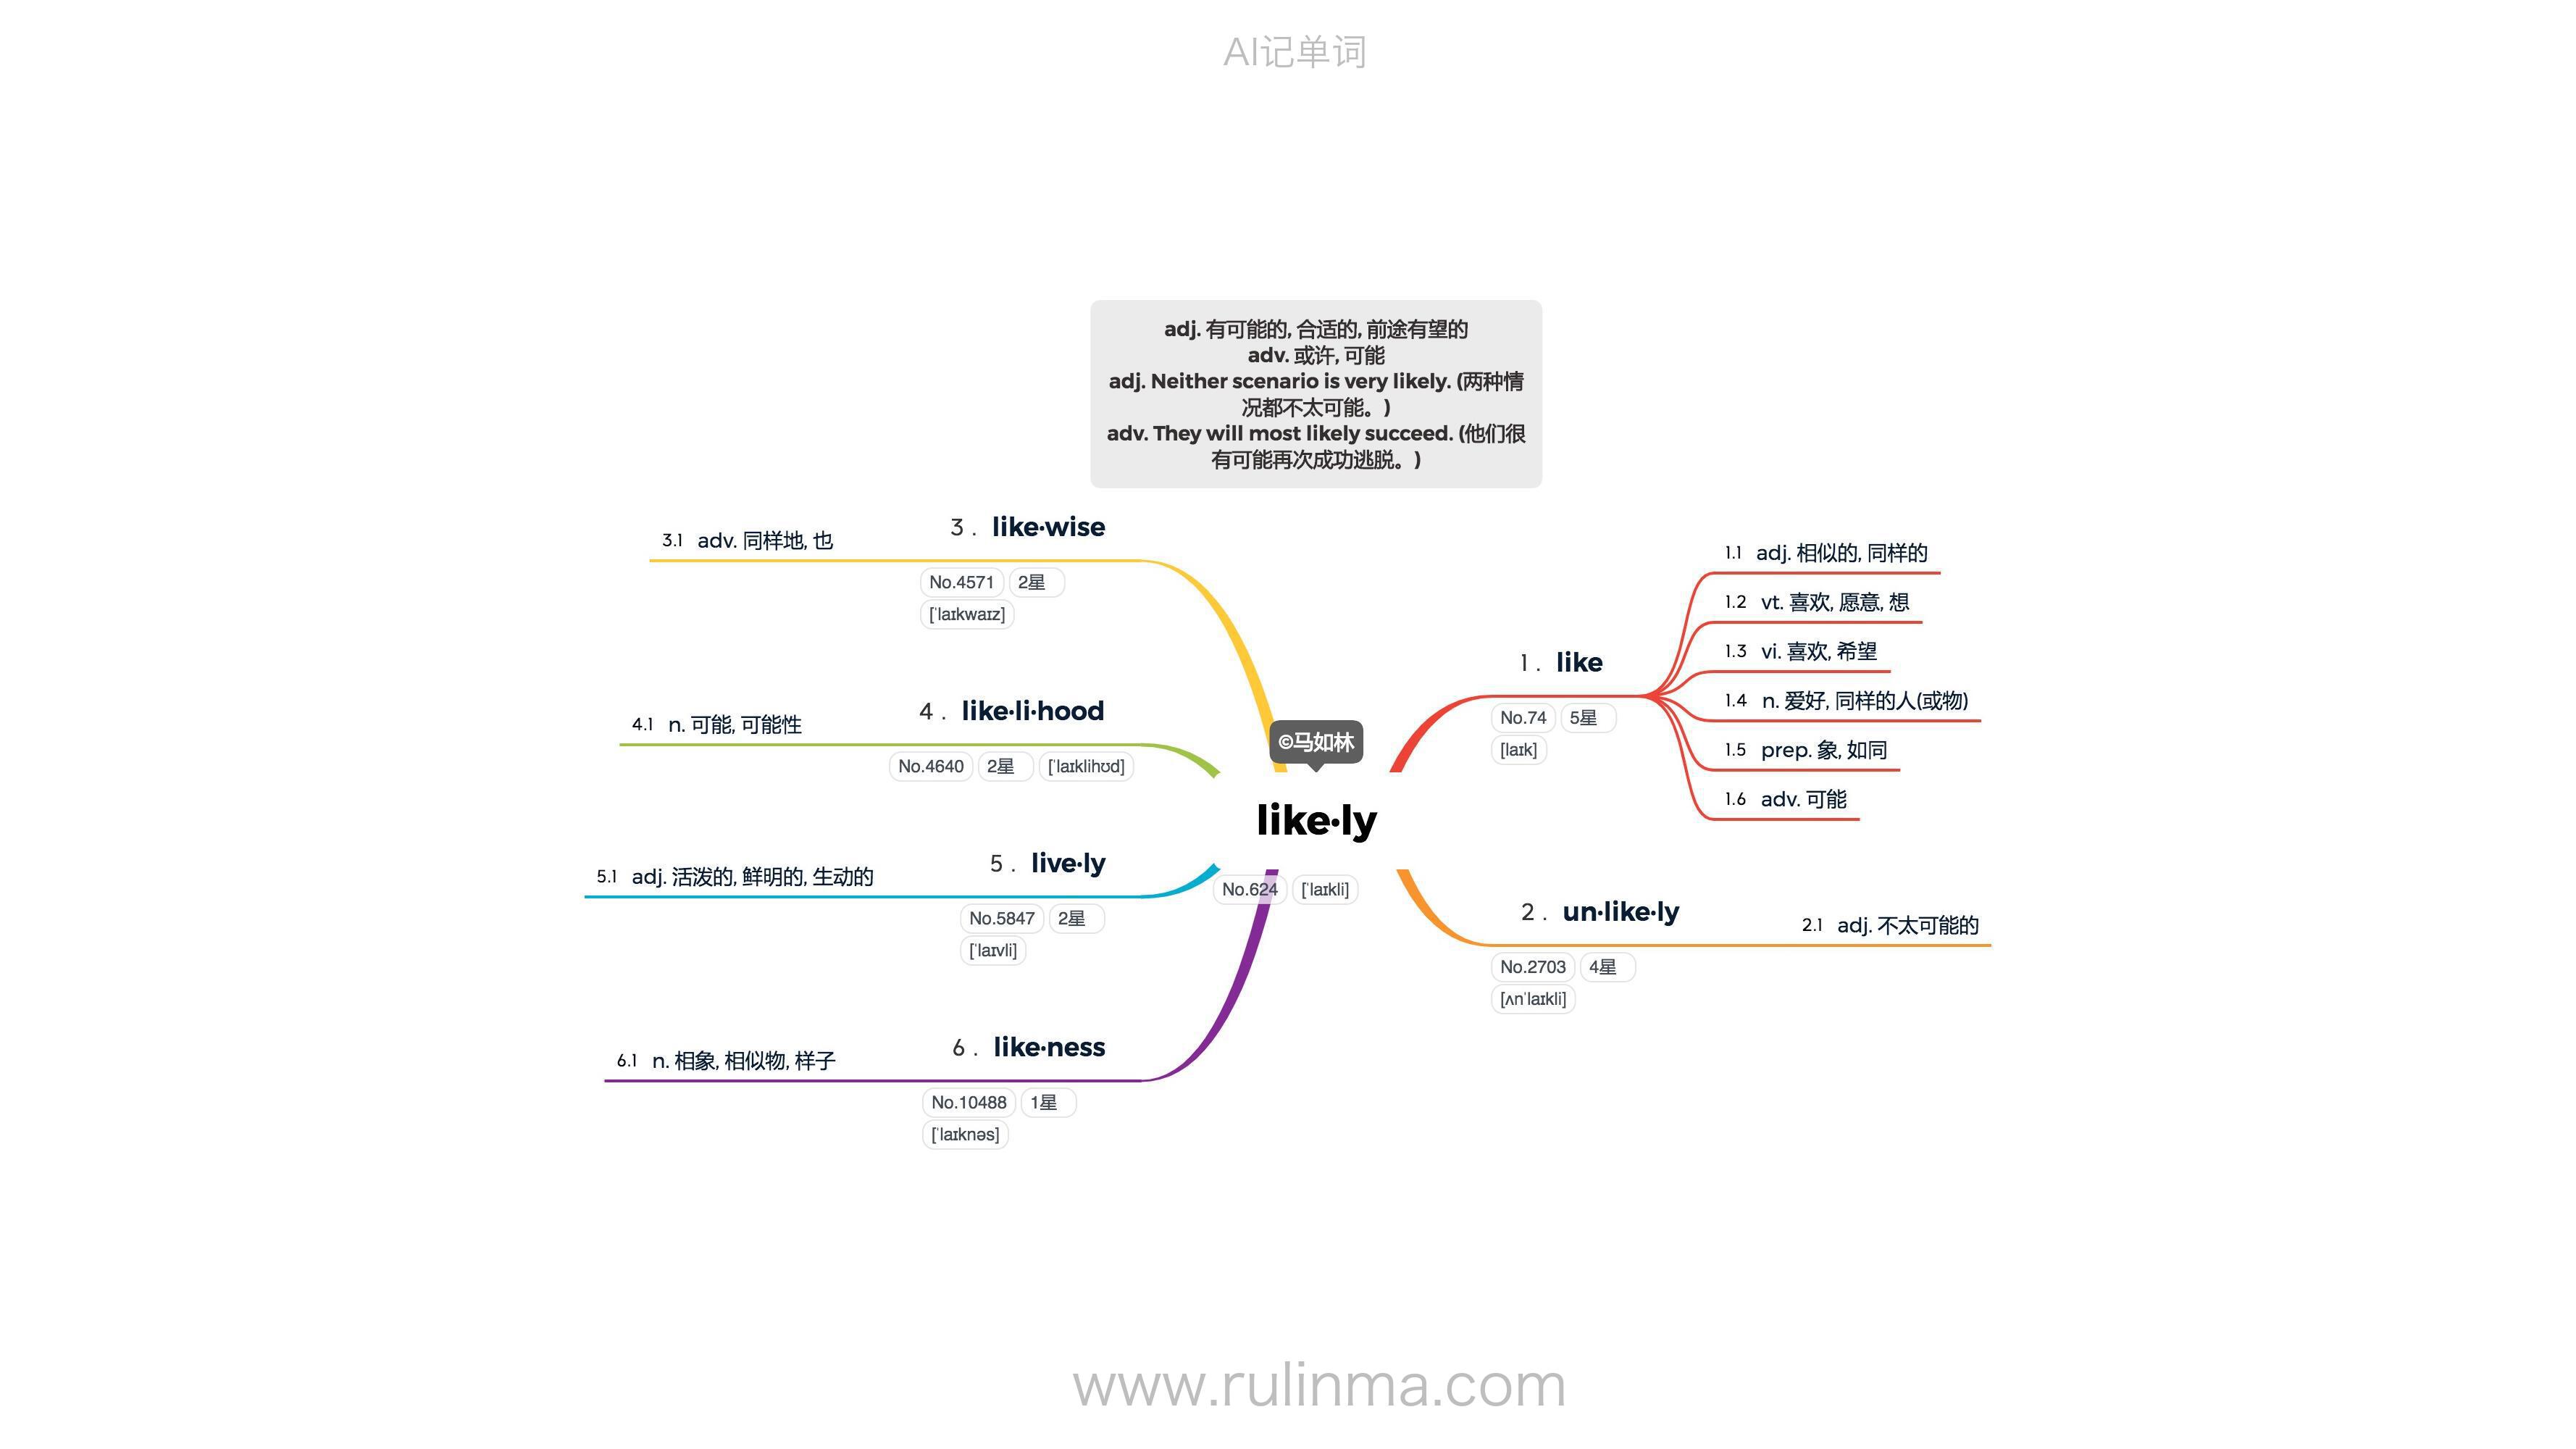 AI记单词
adj. 有可能的, 合适的, 前途有望的
adv. 或许, 可能
adj. Neither scenario is very likely. (两种情
况都不太可能。)
adv. They will most likely succeed. (他们很
有可能再次成功逃脱。)
©马如林
like·ly
No.624 ['laɪkli]
1 . like
No.74 5星
[laɪk]
1.1 adj. 相似的, 同样的
1.2 vt. 喜欢, 愿意, 想
1.3 vi. 喜欢, 希望
1.4 n. 爱好, 同样的人(或物)
1.5 prep. 象, 如同
1.6 adv. 可能
2 . un·like·ly
No.2703 4星
[ʌn'laɪkli]
2.1 adj. 不太可能的
3 . like·wise
No.4571 2星
['laɪkwaɪz]
3.1 adv. 同样地, 也
4 . like·li·hood
No.4640 2星 ['laɪklihʊd]
4.1 n. 可能, 可能性
5 . live·ly
No.5847 2星
['laɪvli]
5.1 adj. 活泼的, 鲜明的, 生动的
6 . like·ness
No.10488 1星
['laɪknəs]
6.1 n. 相象, 相似物, 样子
www.rulinma.com